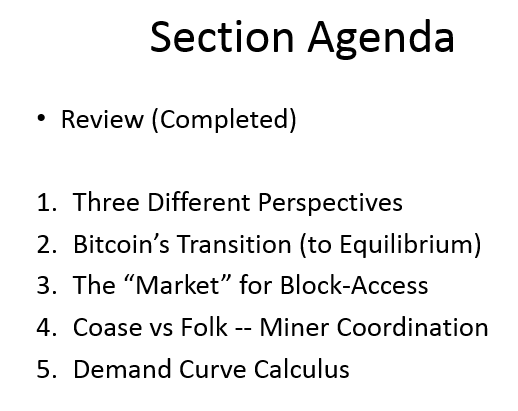 Section Agenda
• Review (Completed)
1. Three Different Perspectives
2. Bitcoin’s Transition (to Equilibrium)
3. The “Market” for Block-Access
4. Coase vs Folk -- Miner Coordination
5. Demand Curve Calculus